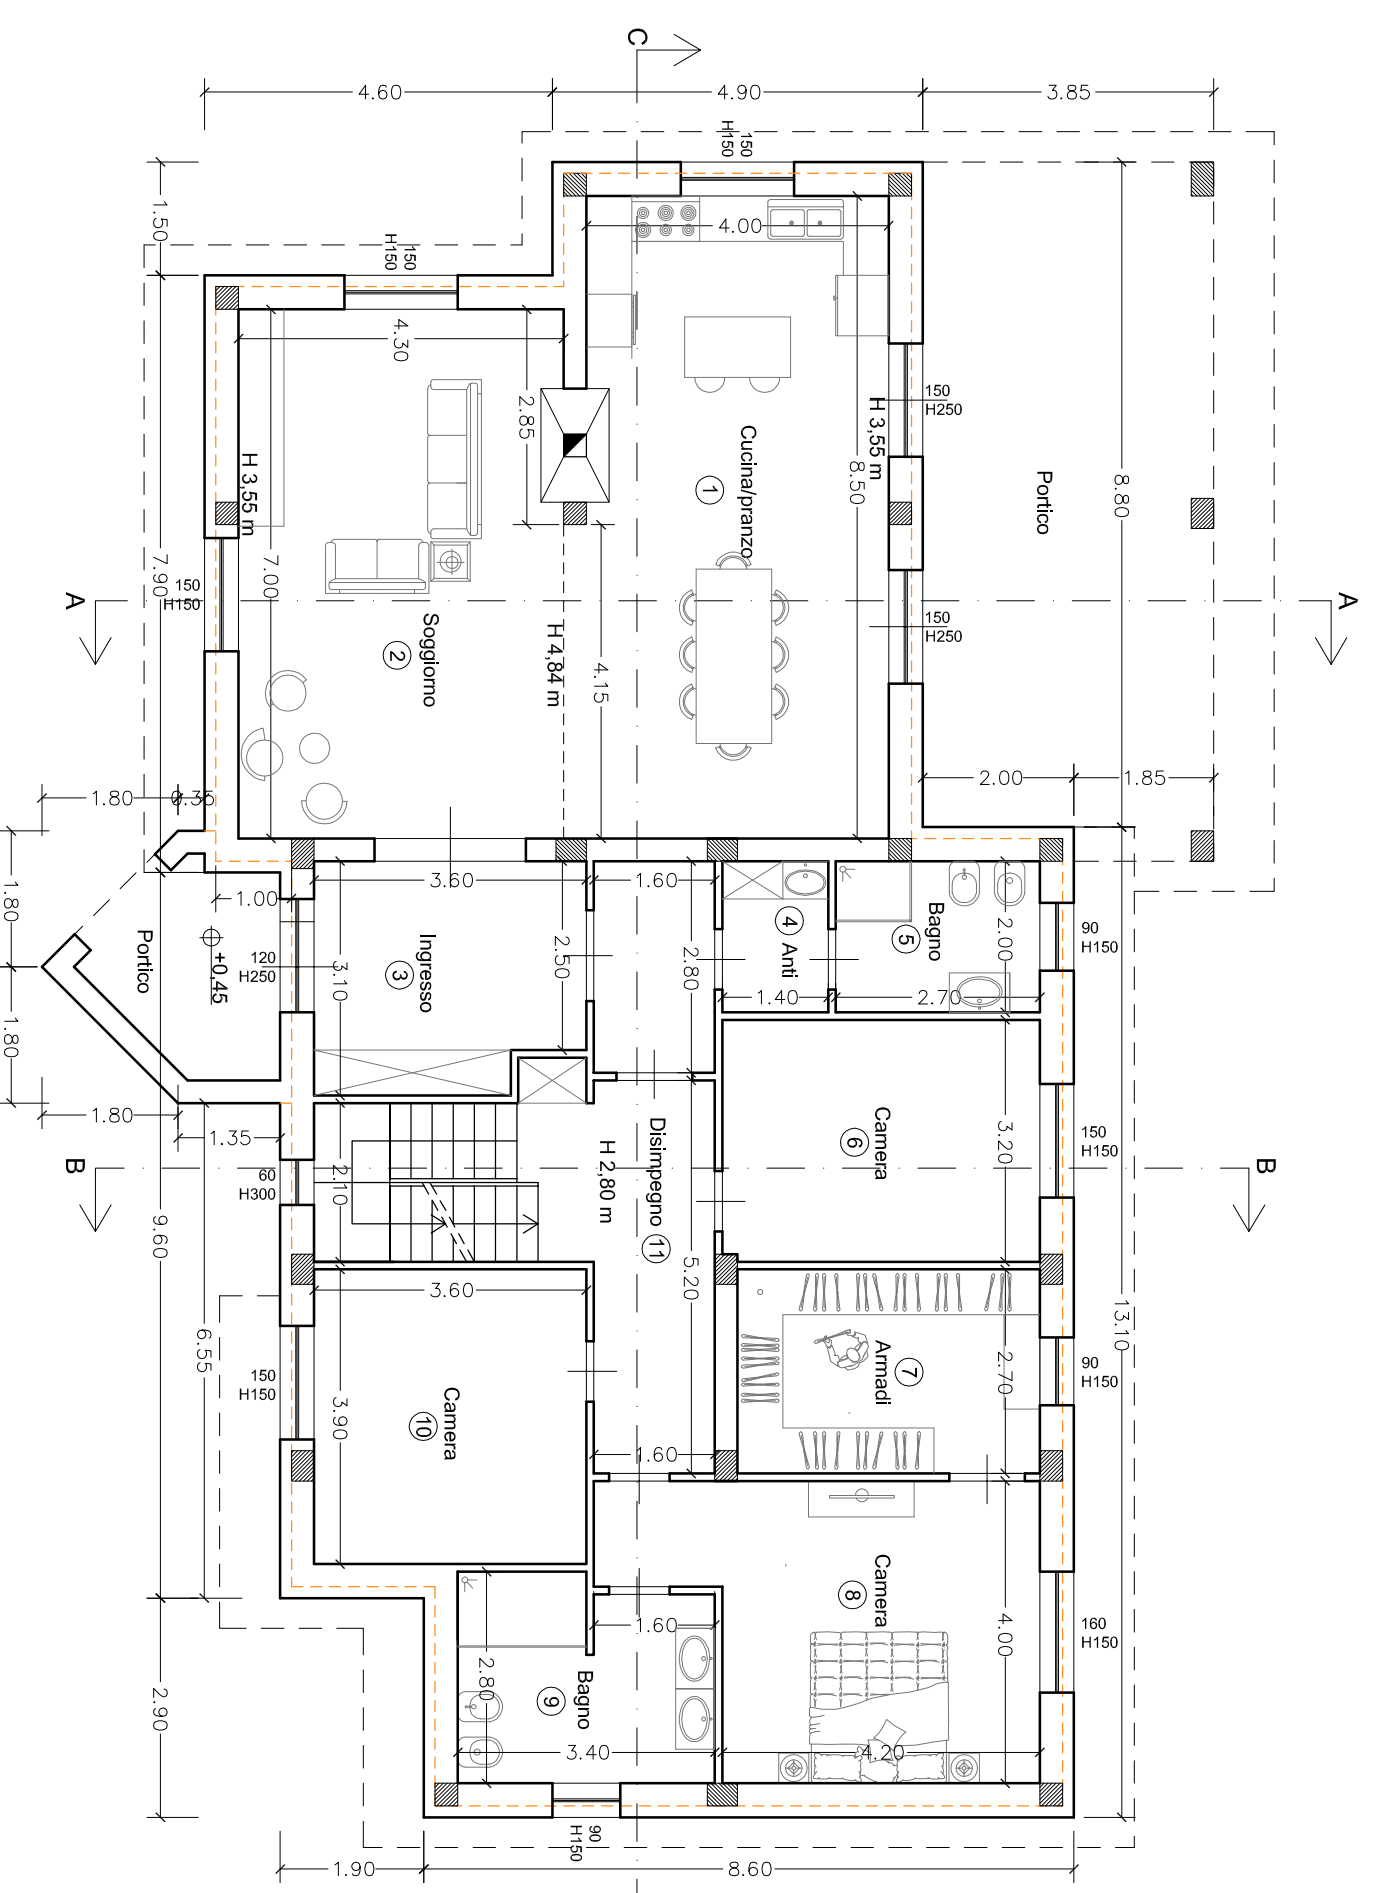 C
4.60
4.90
3.85
150
H150
1.50
150
H150
4.00
4.30
2.85
H 3,55 m
150
H250
Cucina/pranzo
1
8.50
Portico
8.80
H 3,55 m
7.00
7.90
150
H150
A
A
150
H250
Soggiorno
2
H 4,84 m
4.15
2.00
1.85
1.80
0.35
1.80
1.00
3.60
1.60
4
Anti
Bagno
5
2.00
90
H150
Portico
+0,45
120
H250
3.10
Ingresso
3
2.50
2.80
1.40
2.70
1.80
1.80
1.35
B
B
60
H300
2.10
H 2,80 m
Disimpegno
11
Camera
6
3.20
150
H150
9.60
6.55
3.60
5.20
13.10
150
H150
3.90
Camera
10
1.60
Armadi
7
2.70
90
H150
Camera
8
4.00
160
H150
1.60
2.80
Bagno
9
3.40
4.20
2.90
90
H150
1.90
8.60